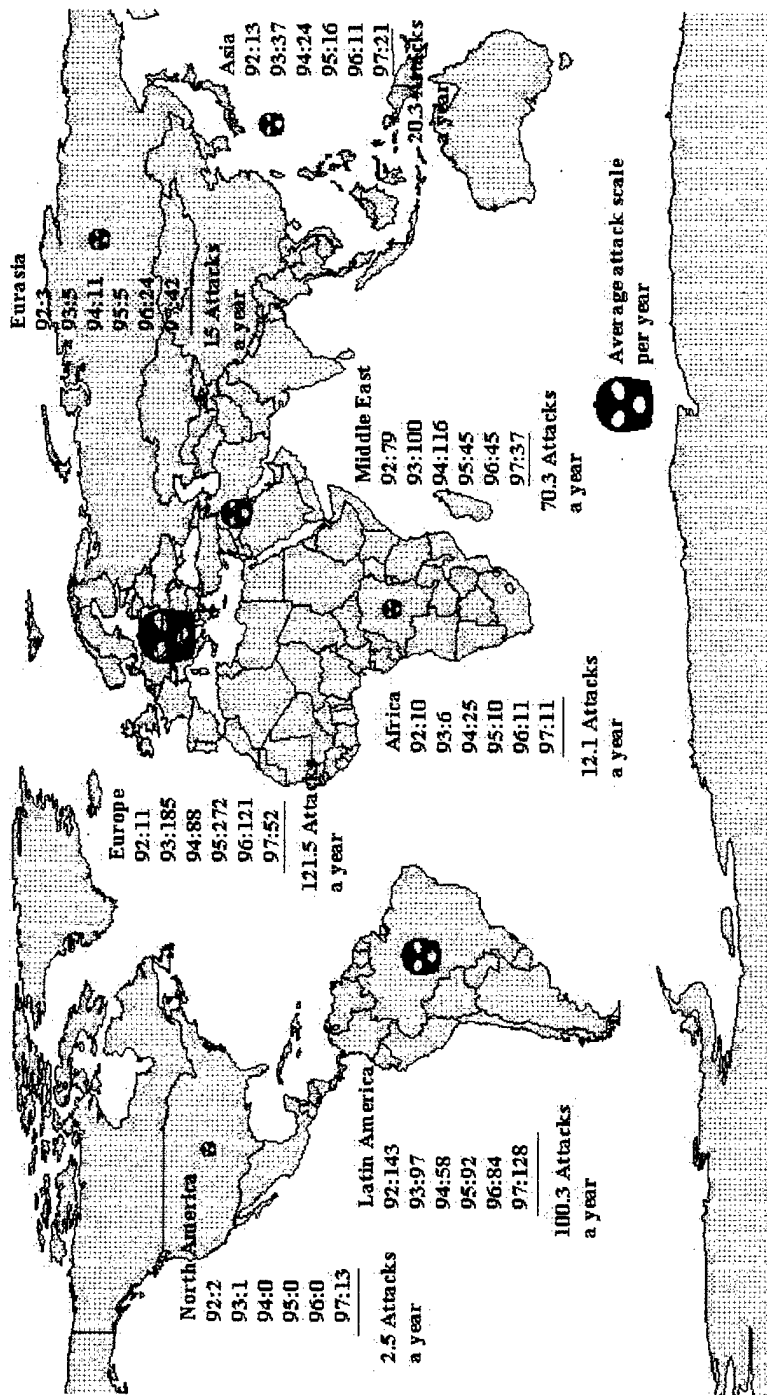 North America
92:2
93:1
94:0
95:0
96:0
97:13
2.5 Attacks
a year
Latin America
92:143
93:97
94:58
95:92
96:84
97:128
100.3 Attacks
a year
Europe
92:11
93:185
94:88
95:272
96:121
97:52
121.5 Attacks
a year
Africa
92:10
93:6
94:25
95:10
96:11
97:11
12.1 Attacks
a year
Middle East
92:79
93:100
94:116
95:45
96:45
97:37
70.3 Attacks
a year
Eurasia
92:3
93:5
94:11
95:5
96:24
97:42
15 Attacks
a year
Asia
92:13
93:37
94:24
95:16
96:11
97:21
20.3 Attacks
a year
Average attack scale
per year